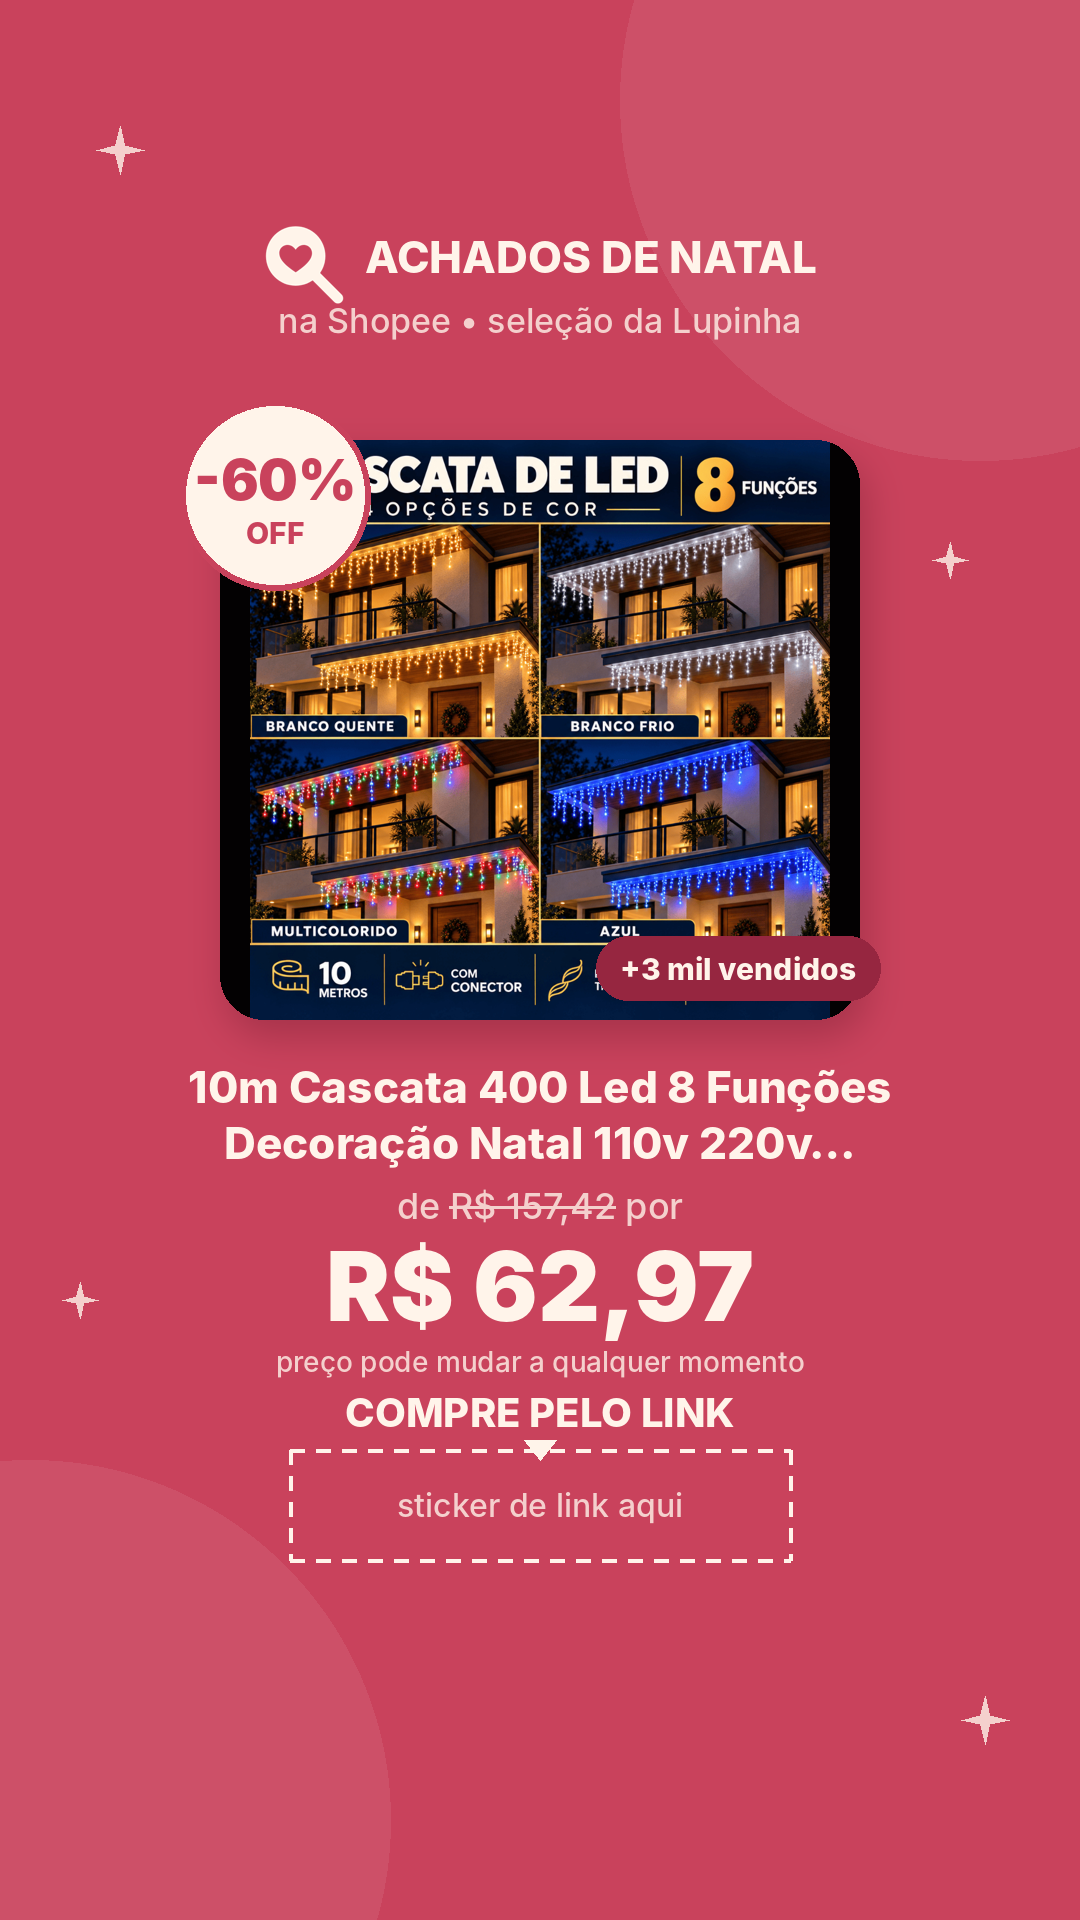 ACHADOS DE NATAL
na Shopee • seleção da Lupinha
-60%
OFF
SCATA DE LED
OPÇÕES DE COR
8 FUNÇÕES
BRANCO QUENTE
BRANCO FRIO
MULTICOLORIDO
AZUL
10
METROS
COM
CONECTOR
+3 mil vendidos
10m Cascata 400 Led 8 Funções
Decoração Natal 110v 220v...
de R$ 157,42 por
R$ 62,97
preço pode mudar a qualquer momento
COMPRE PELO LINK
sticker de link aqui